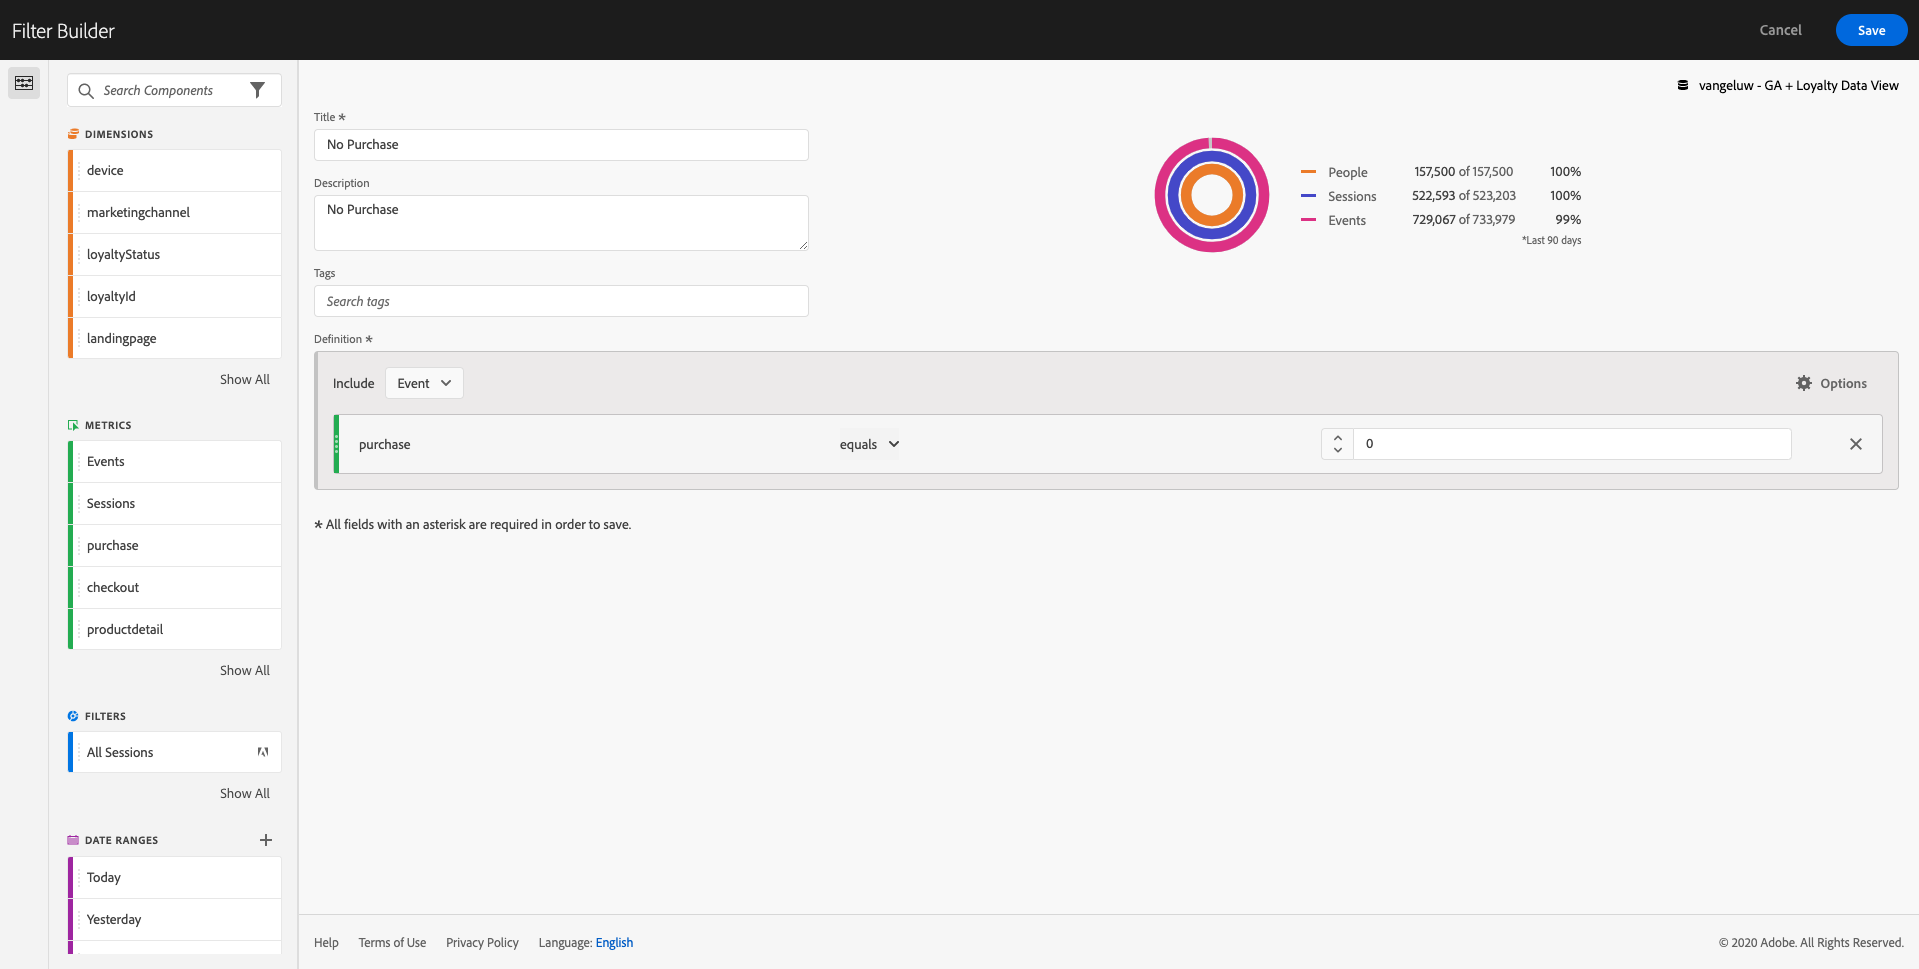 Filter Builder
Cancel
Save
Search Components
vangeluw - GA + Loyalty Data View
DIMENSIONS
device
marketingchannel
loyaltyStatus
loyaltyId
landingpage
Show All
METRICS
Events
Sessions
purchase
checkout
productdetail
Show All
FILTERS
All Sessions
Show All
DATE RANGES
Today
Yesterday
Title *
No Purchase
Description
No Purchase
Tags
Search tags
People 157,500 of 157,500 100%
Sessions 522,593 of 523,203 100%
Events 729,067 of 733,979 99%
*Last 90 days
Definition *
Include Event Options
purchase equals 0
* All fields with an asterisk are required in order to save.
Help Terms of Use Privacy Policy Language: English
© 2020 Adobe. All Rights Reserved.